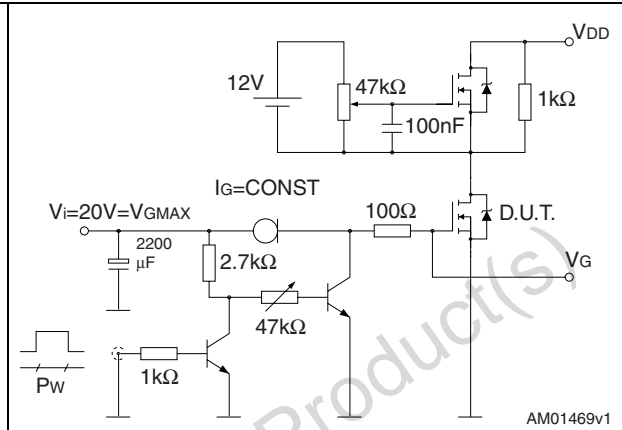 VDD
12V
47kΩ
1kΩ
100nF
IG=CONST
Vi=20V=VGMAX
100Ω
D.U.T.
2200
μF
2.7kΩ
VG
47kΩ
1kΩ
PW
Product(s)
AM01469v1